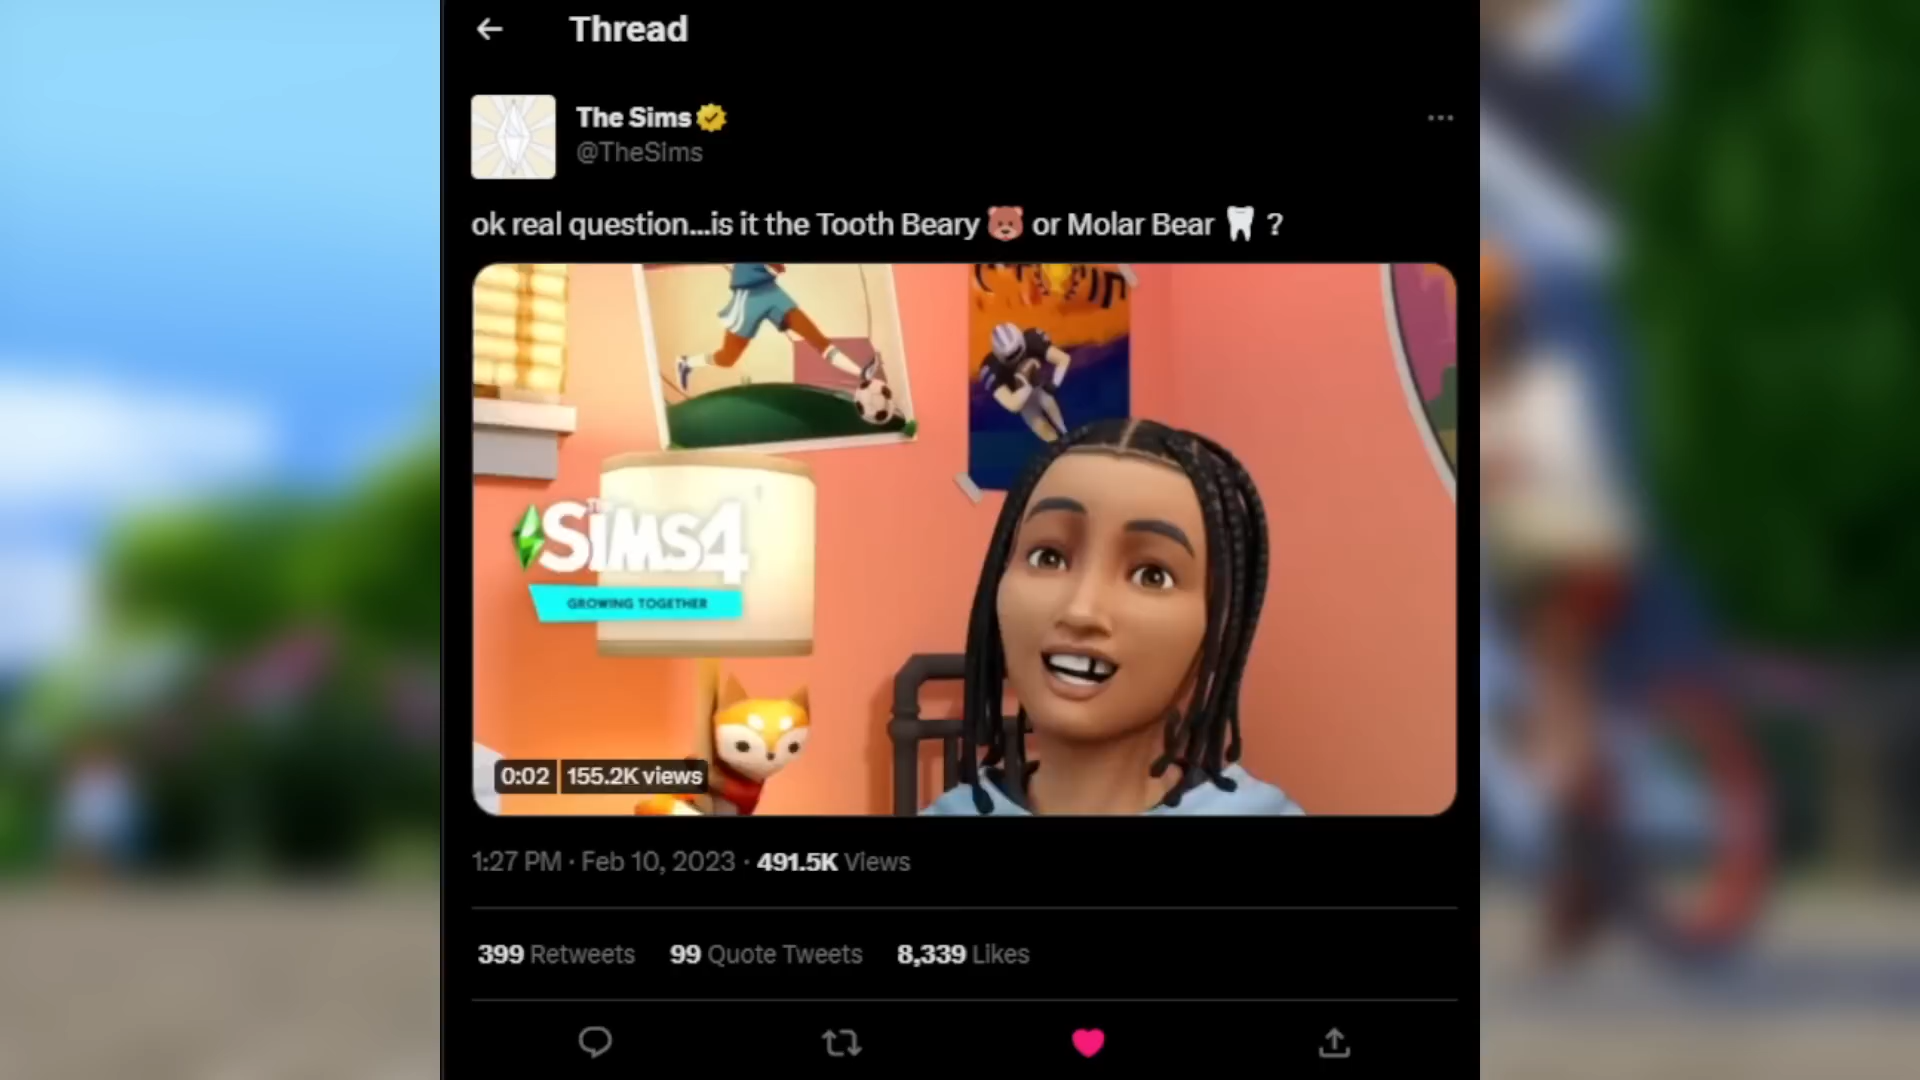 Thread
The Sims
@TheSims
ok real question...is it the Tooth Beary 🐻 or Molar Bear 🦷 ?
THE
SiMS4
GROWING TOGETHER
0:02 155.2K views
1:27 PM · Feb 10, 2023 · 491.5K Views
399 Retweets 99 Quote Tweets 8,339 Likes